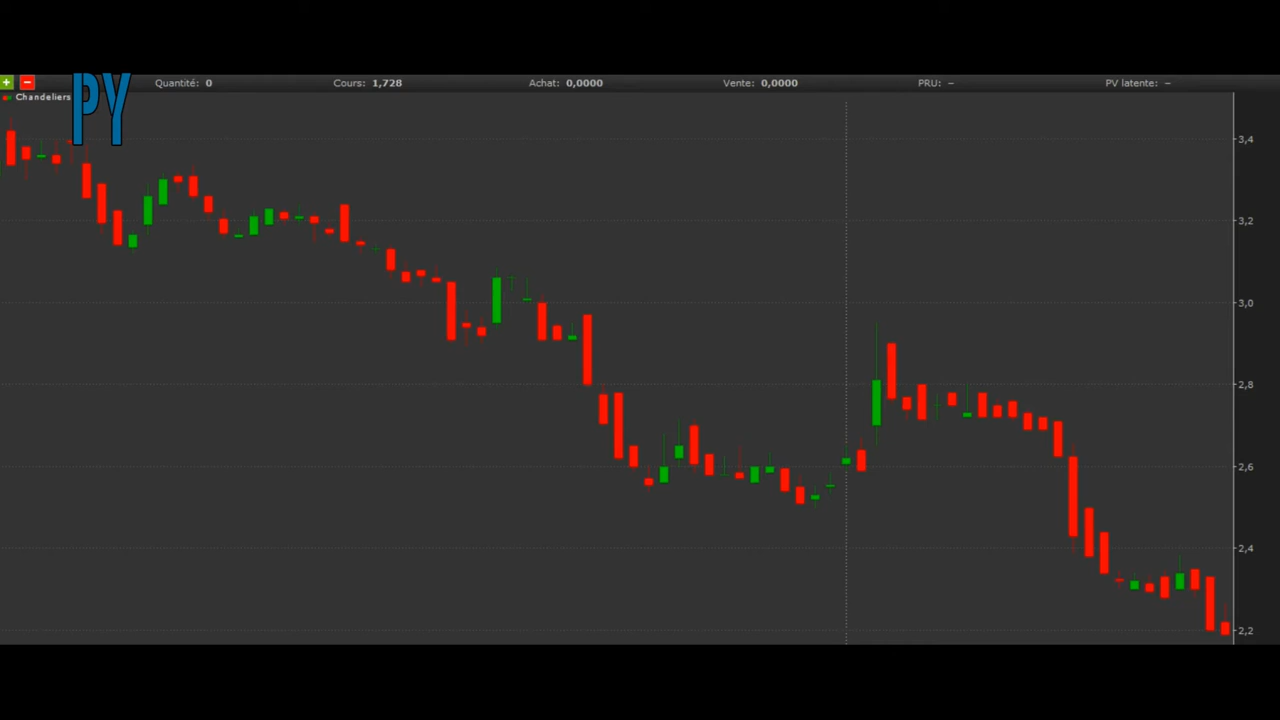 PY
Quantité: 0 Cours: 1,728 Achat: 0,0000 Vente: 0,0000 PRU: – PV latente: –
Chandeliers
3,4
3,2
3,0
2,8
2,6
2,4
2,2